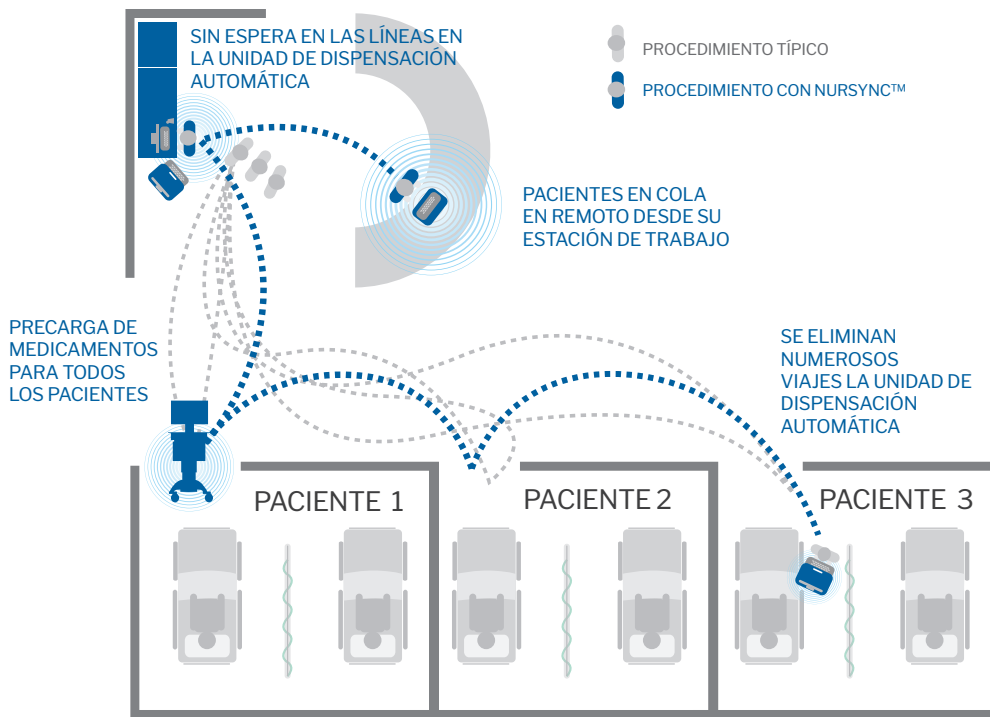 SIN ESPERA EN LAS LÍNEAS EN
LA UNIDAD DE DISPENSACIÓN
AUTOMÁTICA
PROCEDIMIENTO TÍPICO
PROCEDIMIENTO CON NURSYNC™
PACIENTES EN COLA
EN REMOTO DESDE SU
ESTACIÓN DE TRABAJO
PRECARGA DE
MEDICAMENTOS
PARA TODOS
LOS PACIENTES
SE ELIMINAN
NUMEROSOS
VIAJES LA UNIDAD DE
DISPENSACIÓN
AUTOMÁTICA
PACIENTE 1
PACIENTE 2
PACIENTE 3